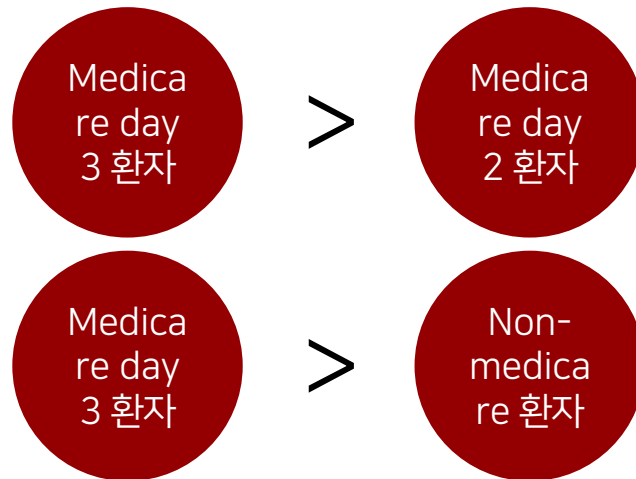 Medica
re day
3 환자
>
Medica
re day
2 환자
Medica
re day
3 환자
>
Non-
medica
re 환자